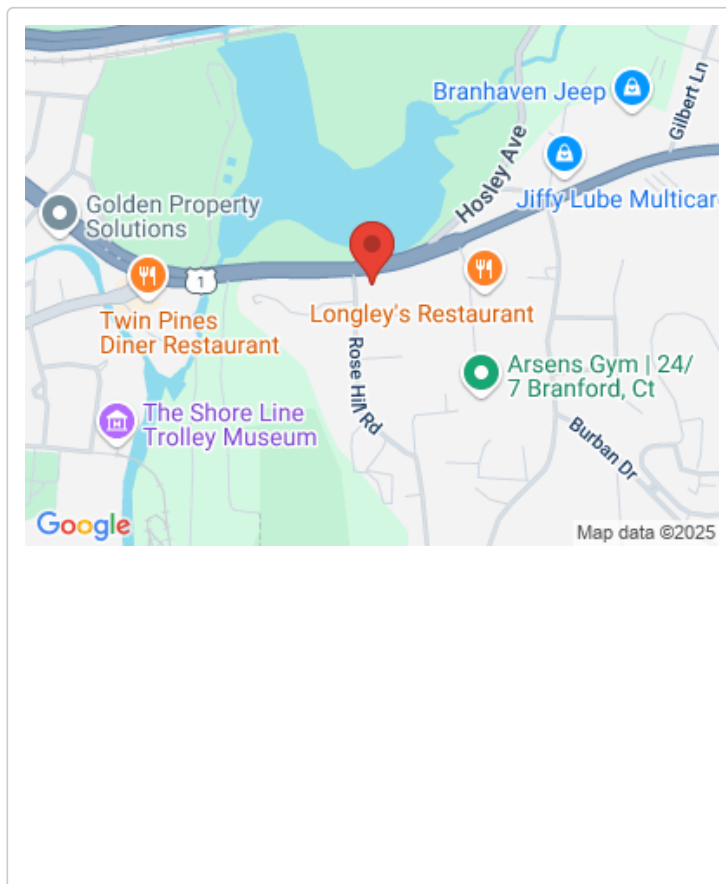 Branhaven Jeep
Gilbert Ln
Hosley Ave
Jiffy Lube Multicar
Golden Property
Solutions
1
Twin Pines
Diner Restaurant
Longley's Restaurant
Rose Hill Rd
Arsens Gym | 24/
7 Branford, Ct
The Shore Line
Trolley Museum
Burban Dr
Google
Map data ©2025